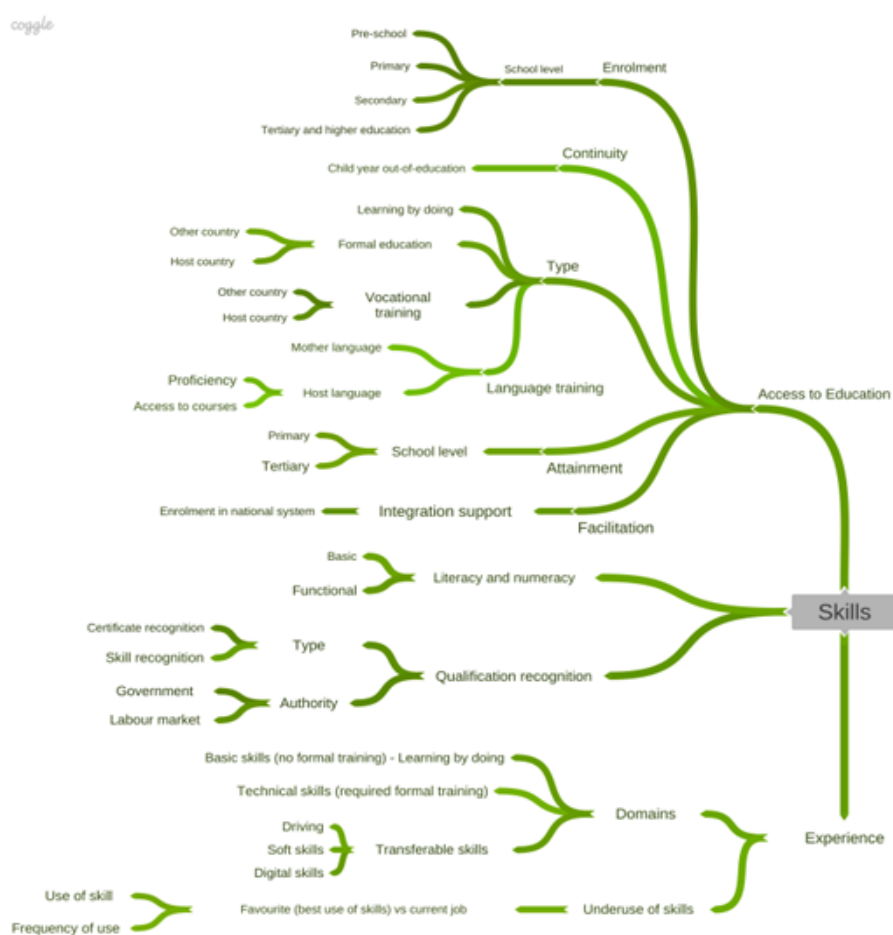 coggle
Pre-school
Primary
School level
Enrolment
Secondary
Tertiary and higher education
Continuity
Child year out-of-education
Learning by doing
Other country
Formal education
Host country
Type
Other country
Vocational
training
Host country
Mother language
Proficiency
Host language
Language training
Access to courses
Access to Education
Primary
School level
Tertiary
Attainment
Enrolment in national system
Integration support
Facilitation
Basic
Literacy and numeracy
Functional
Skills
Certificate recognition
Type
Skill recognition
Qualification recognition
Government
Authority
Labour market
Basic skills (no formal training) - Learning by doing
Technical skills (required formal training)
Domains
Driving
Soft skills
Transferable skills
Digital skills
Experience
Use of skill
Favourite (best use of skills) vs current job
Underuse of skills
Frequency of use